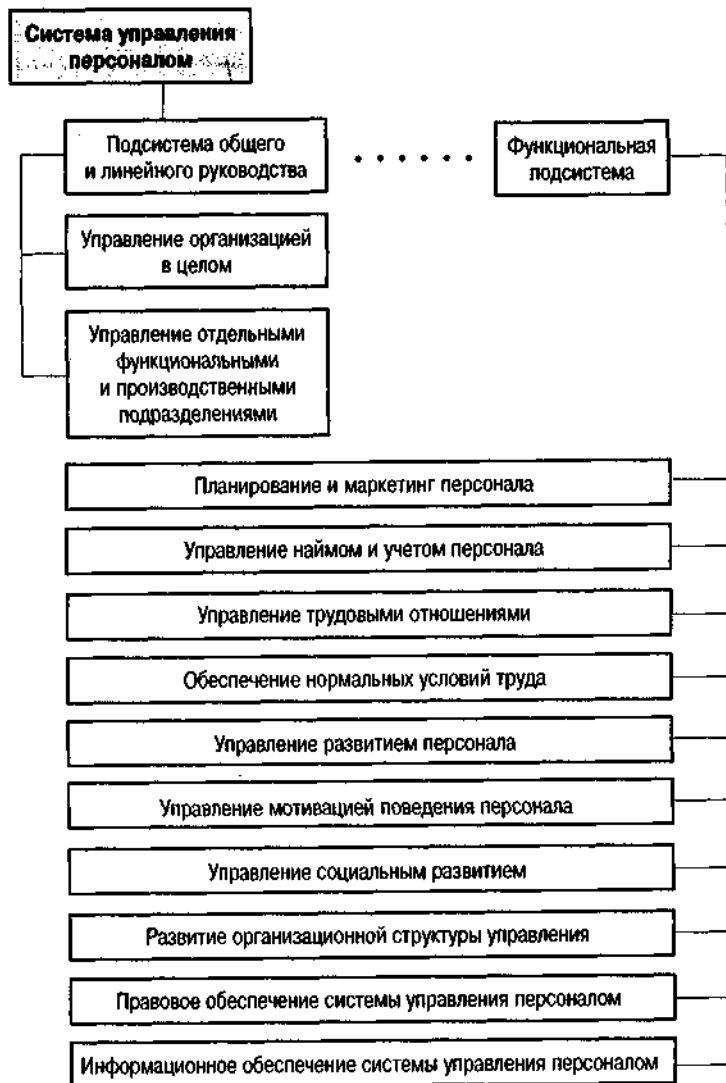 Система управления
персоналом
Подсистема общего
и линейного руководства
Функциональная
подсистема
Управление организацией
в целом
Управление отдельными
функциональными
и производственными
подразделениями
Планирование и маркетинг персонала
Управление наймом и учетом персонала
Управление трудовыми отношениями
Обеспечение нормальных условий труда
Управление развитием персонала
Управление мотивацией поведения персонала
Управление социальным развитием
Развитие организационной структуры управления
Правовое обеспечение системы управления персоналом
Информационное обеспечение системы управления персоналом